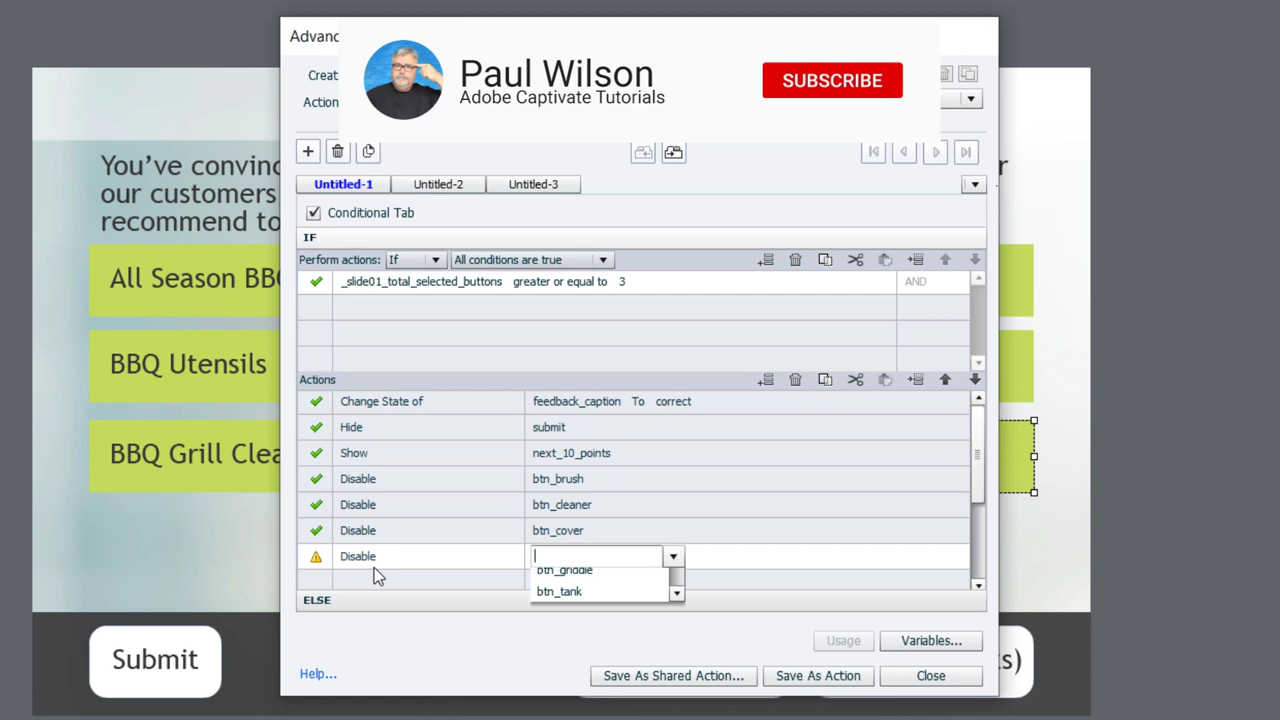 Advanc
Paul Wilson
Adobe Captivate Tutorials
SUBSCRIBE
Creat
Action
You’ve convinc
our customers
recommend to
r
Untitled-1 Untitled-2 Untitled-3
Conditional Tab
IF
Perform actions: If All conditions are true
_slide01_total_selected_buttons greater or equal to 3 AND
Actions
Change State of feedback_caption To correct
Hide submit
Show next_10_points
Disable btn_brush
Disable btn_cleaner
Disable btn_cover
Disable
btn_griddle
btn_tank
ELSE
All Season BBQ
BBQ Utensils
BBQ Grill Clea
Usage Variables...
Help... Save As Shared Action... Save As Action Close
Submit
ks)